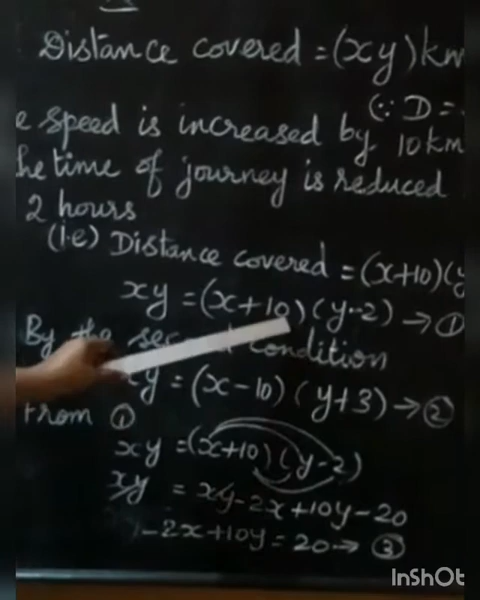 Distance covered = (xy) km
(∵ D =
e speed is increased by 10 km
he time of journey is reduced
2 hours
(i.e) Distance covered = (x+10)(y
xy = (x+10)(y-2) → ①
By the condition
xy = (x-10) (y+3) → ②
from ①
xy = (x+10)(y-2)
xy = xy-2x+10y-20
-2x+10y = 20 → ③
InShOt